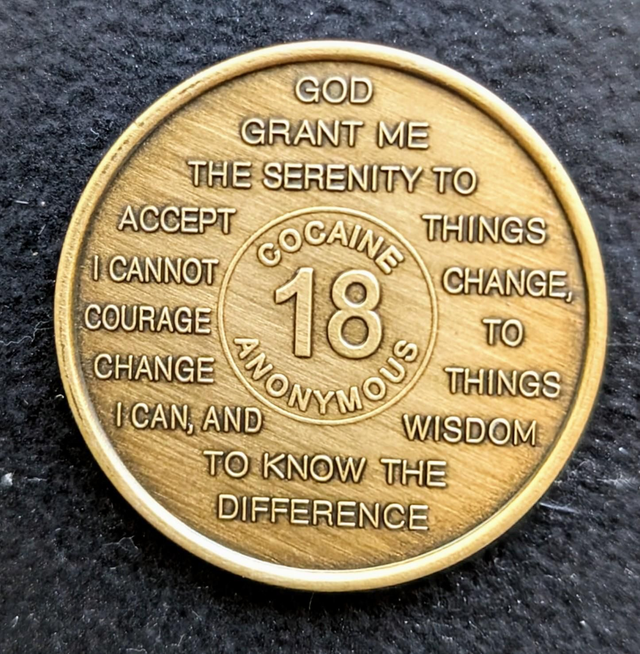 GOD
GRANT ME
THE SERENITY TO
ACCEPT THINGS
I CANNOT CHANGE,
COURAGE TO
CHANGE THINGS
I CAN, AND WISDOM
TO KNOW THE
DIFFERENCE
COCAINE
18
ANONYMOUS